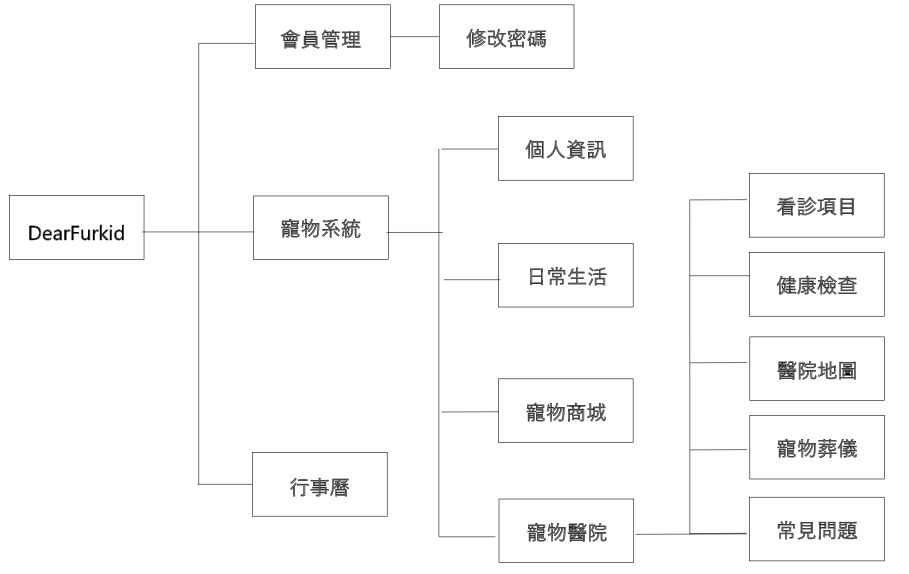 會員管理
修改密碼
個人資訊
看診項目
DearFurkid
寵物系統
日常生活
健康檢查
醫院地圖
寵物商城
寵物葬儀
行事曆
寵物醫院
常見問題